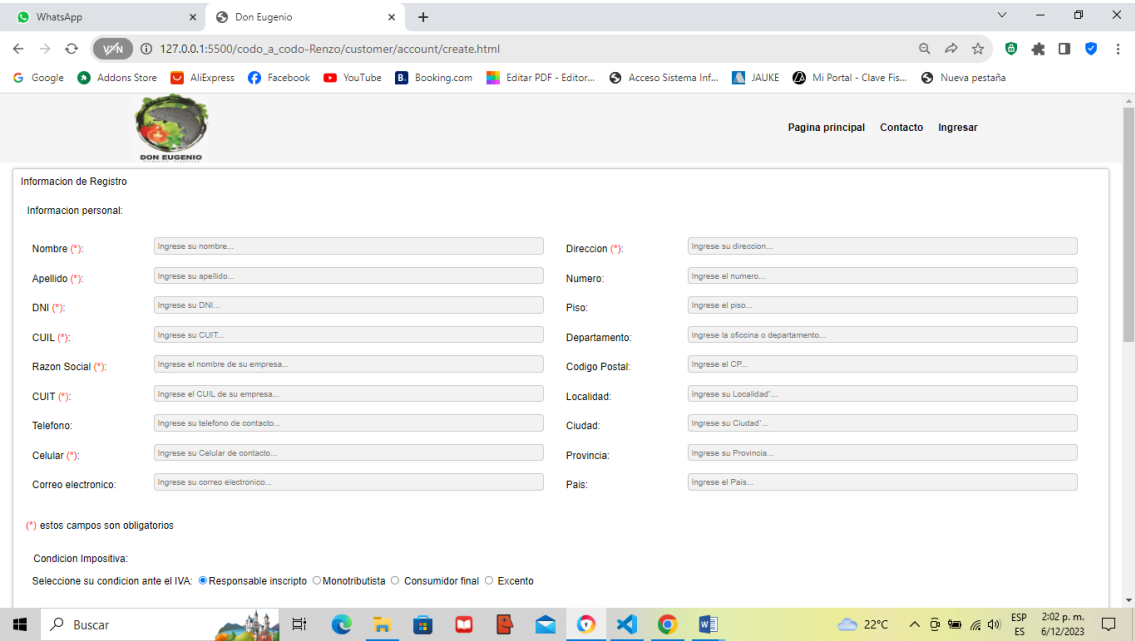 WhatsApp
Don Eugenio
127.0.0.1:5500/codo_a_codo-Renzo/customer/account/create.html
Google
Addons Store
AliExpress
Facebook
YouTube
B. Booking.com
Editar PDF - Editor...
Acceso Sistema Inf...
JAUKE
Mi Portal - Clave Fis...
Nueva pestaña
DON EUGENIO
Pagina principal Contacto Ingresar
Informacion de Registro
Informacion personal:
Nombre (*): Ingrese su nombre...
Direccion (*): Ingrese su direccion...
Apellido (*): Ingrese su apellido...
Numero: Ingrese el numero...
DNI (*): Ingrese su DNI...
Piso: Ingrese el piso...
CUIL (*): Ingrese su CUIT...
Departamento: Ingrese la oficcina o departamento...
Razon Social (*): Ingrese el nombre de su empresa...
Codigo Postal: Ingrese el CP...
CUIT (*): Ingrese el CUIL de su empresa...
Localidad: Ingrese su Localidad'...
Telefono: Ingrese su telefono de contacto...
Ciudad: Ingrese su Ciudad'...
Celular (*): Ingrese su Celular de contacto...
Provincia: Ingrese su Provincia...
Correo electronico: Ingrese su correo electronico...
Pais: Ingrese el Pais...
(*) estos campos son obligatorios
Condicion Impositiva:
Seleccione su condicion ante el IVA: Responsable inscripto Monotributista Consumidor final Excento
Buscar
22°C
ESP
ES
2:02 p. m.
6/12/2023